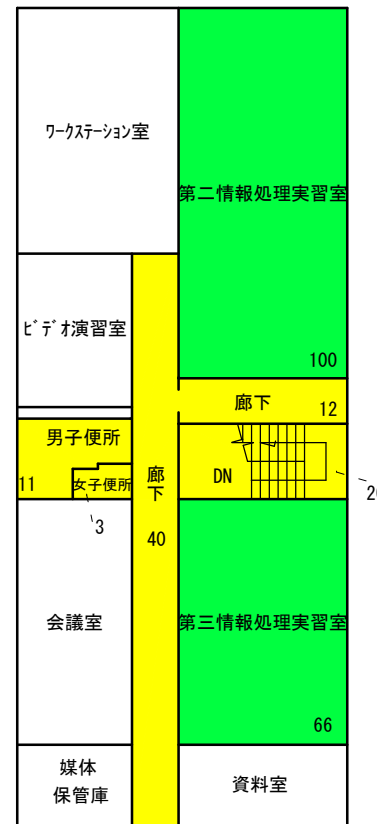 ワークステーション室
第二情報処理実習室
ビデオ演習室
100
廊下
12
男子便所
11
女子便所
3
廊下
40
DN
会議室
第三情報処理実習室
66
媒体
保管庫
資料室